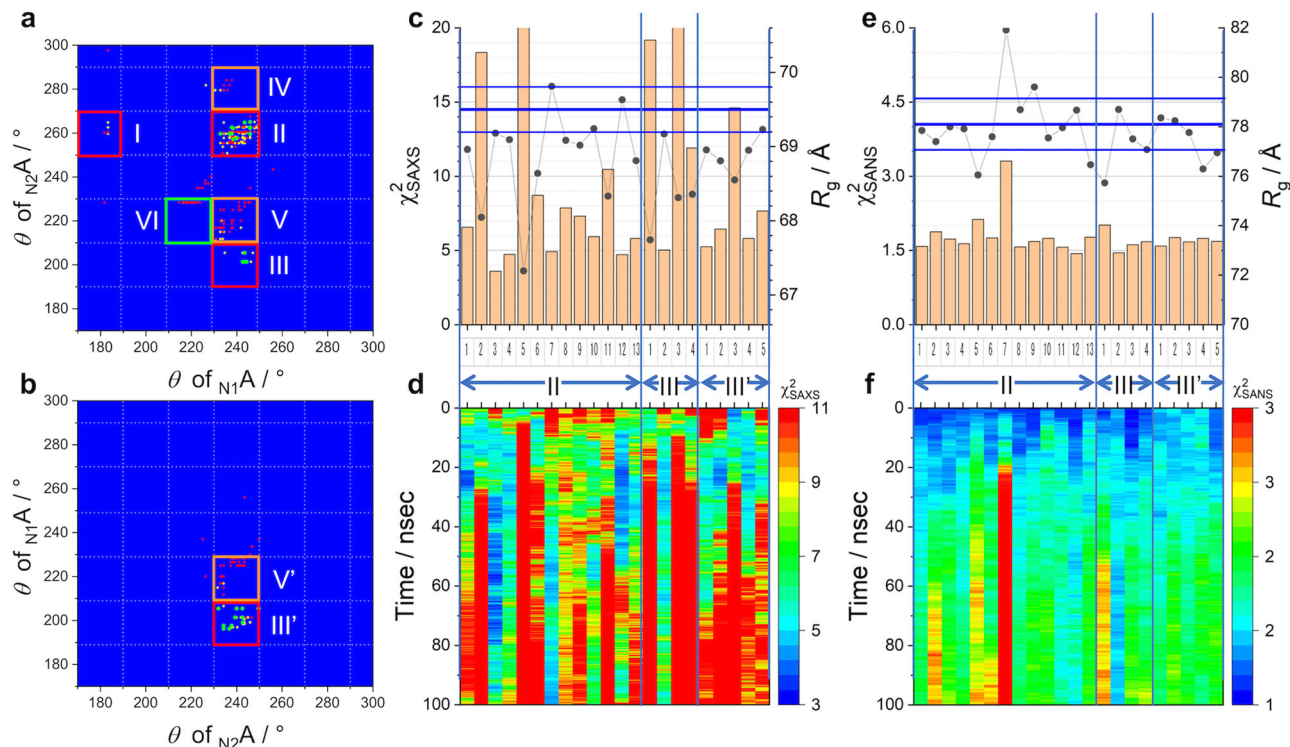 a
300
280
260
240
220
200
180
θ of N2A / °
I
II
III
IV
V
VI
180 200 220 240 260 280 300
θ of N1A / °
b
300
280
260
240
220
200
180
θ of N1A / °
V'
III'
180 200 220 240 260 280 300
θ of N2A / °
c
20
15
10
5
0
χ²SAXS
70
69
68
67
Rg / Å
1 2 3 4 5 6 7 8 9 10 11 12 13 1 2 3 4 1 2 3 4 5
II III III'
d
0
20
40
60
80
100
Time / nsec
χ²SAXS
11
9
7
5
3
e
6.0
4.5
3.0
1.5
0.0
χ²SANS
82
80
79
78
77
76
74
73
72
70
Rg / Å
1 2 3 4 5 6 7 8 9 10 11 12 13 1 2 3 4 1 2 3 4 5
II III III'
f
0
20
40
60
80
100
Time / nsec
χ²SANS
3
3
2
2
2
1